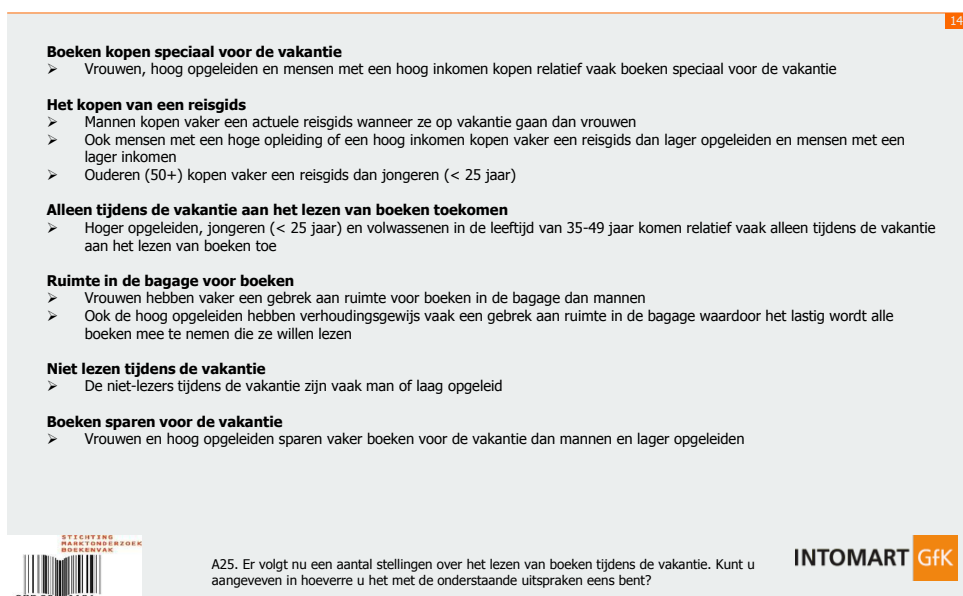 14
Boeken kopen speciaal voor de vakantie
➢ Vrouwen, hoog opgeleiden en mensen met een hoog inkomen kopen relatief vaak boeken speciaal voor de vakantie
Het kopen van een reisgids
➢ Mannen kopen vaker een actuele reisgids wanneer ze op vakantie gaan dan vrouwen
➢ Ook mensen met een hoge opleiding of een hoog inkomen kopen vaker een reisgids dan lager opgeleiden en mensen met een
lager inkomen
➢ Ouderen (50+) kopen vaker een reisgids dan jongeren (< 25 jaar)
Alleen tijdens de vakantie aan het lezen van boeken toekomen
➢ Hoger opgeleiden, jongeren (< 25 jaar) en volwassenen in de leeftijd van 35-49 jaar komen relatief vaak alleen tijdens de vakantie
aan het lezen van boeken toe
Ruimte in de bagage voor boeken
➢ Vrouwen hebben vaker een gebrek aan ruimte voor boeken in de bagage dan mannen
➢ Ook de hoog opgeleiden hebben verhoudingsgewijs vaak een gebrek aan ruimte in de bagage waardoor het lastig wordt alle
boeken mee te nemen die ze willen lezen
Niet lezen tijdens de vakantie
➢ De niet-lezers tijdens de vakantie zijn vaak man of laag opgeleid
Boeken sparen voor de vakantie
➢ Vrouwen en hoog opgeleiden sparen vaker boeken voor de vakantie dan mannen en lager opgeleiden
STICHTING
MARKTONDERZOEK
BOEKENVAK
A25. Er volgt nu een aantal stellingen over het lezen van boeken tijdens de vakantie. Kunt u
aangeveven in hoeverre u het met de onderstaande uitspraken eens bent?
INTOMART GfK